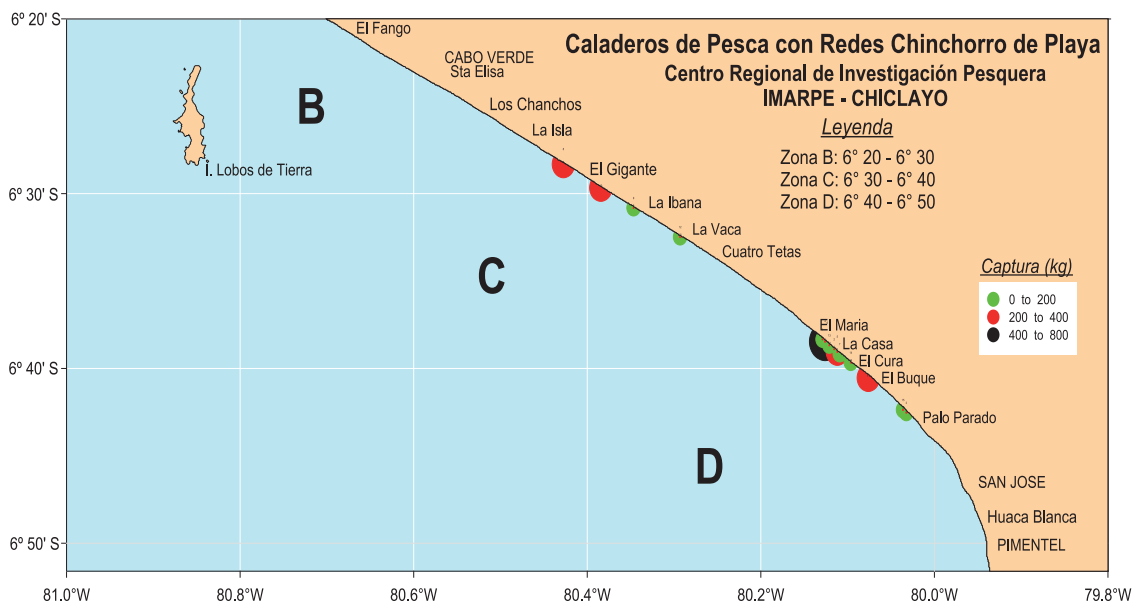 6° 20' S
El Fango
Caladeros de Pesca con Redes Chinchorro de Playa
CABO VERDE
Sta Elisa
Centro Regional de Investigación Pesquera
IMARPE - CHICLAYO
B
Los Chanchos
Leyenda
La Isla
Zona B: 6° 20 - 6° 30
Í. Lobos de Tierra
El Gigante
Zona C: 6° 30 - 6° 40
6° 30' S
La Ibana
Zona D: 6° 40 - 6° 50
La Vaca
Cuatro Tetas
C
Captura (kg)
0 to 200
200 to 400
400 to 800
El Maria
La Casa
6° 40' S
El Cura
El Buque
Palo Parado
D
SAN JOSE
Huaca Blanca
6° 50' S
PIMENTEL
81.0°W
80.8°W
80.6°W
80.4°W
80.2°W
80.0°W
79.8°W